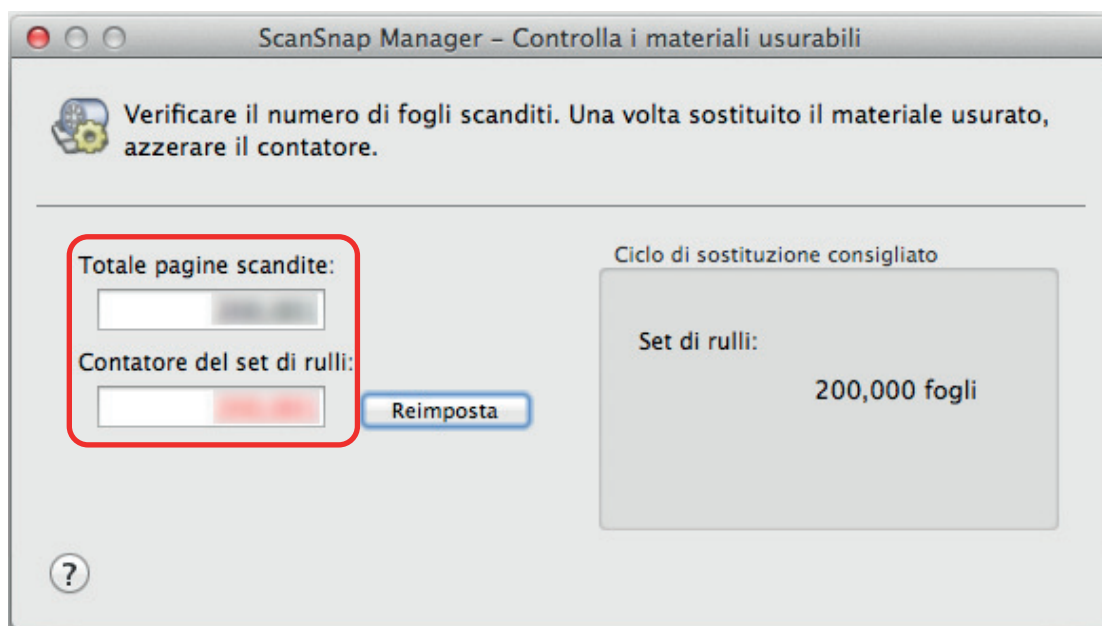 ScanSnap Manager – Controlla i materiali usurabili
Verificare il numero di fogli scanditi. Una volta sostituito il materiale usurato,
azzerare il contatore.
Totale pagine scandite:
Contatore del set di rulli:
Reimposta
Ciclo di sostituzione consigliato
Set di rulli:
200,000 fogli
?